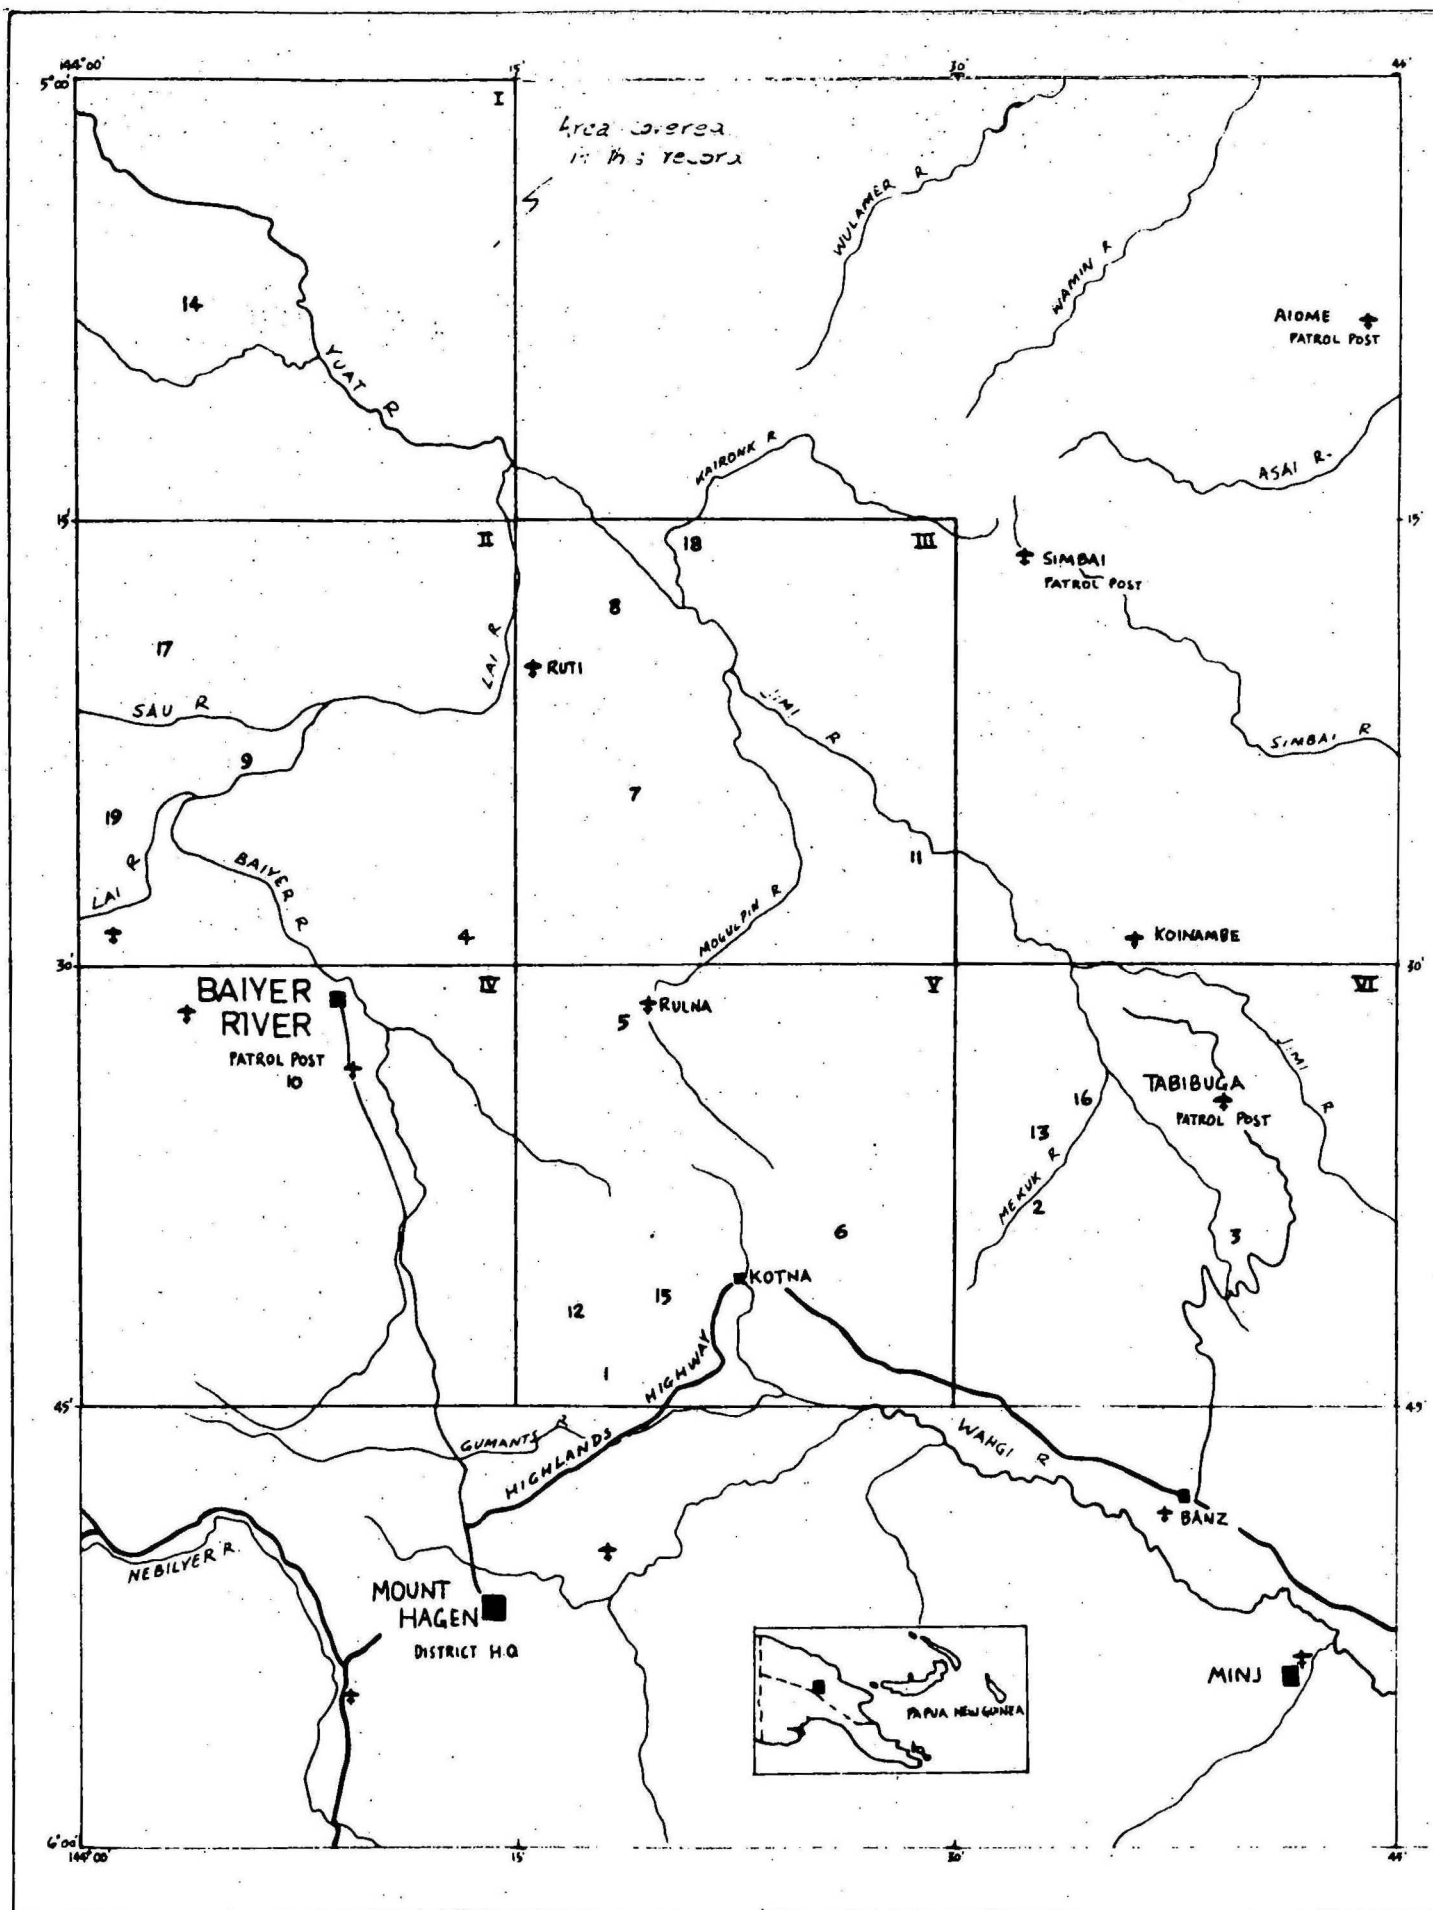 144°00'
15'
30'
44'
5°00'
I
Area covered
in this record
WULAMER R
WAMIN R
14
AIOME
PATROL POST
YUAT R
KAIRONK R
ASAI R.
15'
II
18
III
15'
SIMBAI
PATROL POST
8
17
LAI R
RUTI
SAU R
JIMI R
SIMBAI R
9
7
19
11
BAIYER R
LAI R
MOGULPIN R
4
KOINAMBE
30'
IV
V
VI
30'
BAIYER
RIVER
PATROL POST
10
RULNA
5
JIMI R
TABIBUGA
PATROL POST
16
13
MEKUK R
2
6
3
KOTNA
15
12
1
HIGHLANDS HIGHWAY
45'
45'
GUMANTS R
WAHGI R
BANZ
NEBILYER R.
MOUNT
HAGEN
DISTRICT H.Q
MINJ
PAPUA NEW GUINEA
6°00'
144°00'
15'
30'
44'